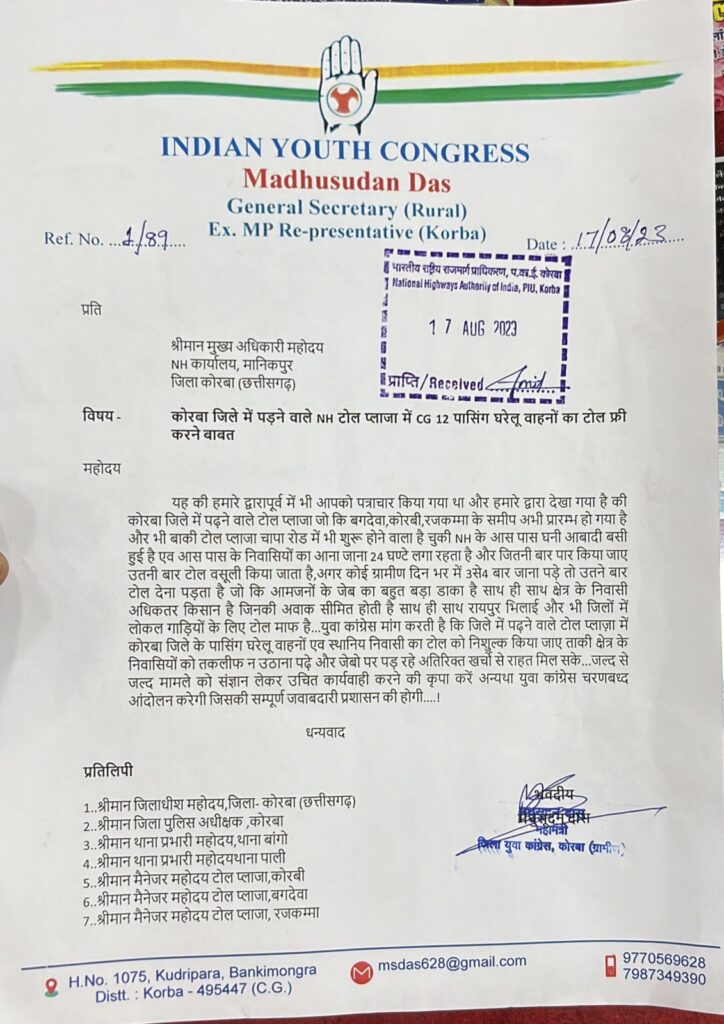 INDIAN YOUTH CONGRESS
Madhusudan Das
General Secretary (Rural)
Ex. MP Re-presentative (Korba)
Ref. No. ...1/89....
Date : .17/08/23......
भारतीय राष्ट्रीय राजमार्ग प्राधिकरण, प.का.ई. कोरबा
National Highways Authority of India, PIU, Korba
17 AUG 2023
प्राप्ति/Received
प्रति
श्रीमान मुख्य अधिकारी महोदय
NH कार्यालय, मानिकपुर
जिला कोरबा (छत्तीसगढ़)
विषय - कोरबा जिले में पड़ने वाले NH टोल प्लाजा में CG 12 पासिंग घरेलू वाहनों का टोल फ्री
करने बाबत
महोदय
यह की हमारे द्वारापूर्व में भी आपको पत्राचार किया गया था और हमारे द्वारा देखा गया है की
कोरबा जिले में पढ़ने वाले टोल प्लाजा जो कि बगदेवा,कोरबी,रजकम्मा के समीप अभी प्रारम्भ हो गया है
और भी बाकी टोल प्लाजा चापा रोड में भी शुरू होने वाला है चुकी NH के आस पास घनी आबादी बसी
हुई है एव आस पास के निवासियों का आना जाना 24 घण्टे लगा रहता है और जितनी बार पार किया जाए
उतनी बार टोल वसूली किया जाता है,अगर कोई ग्रामीण दिन भर में 3से4 बार जाना पड़े तो उतने बार
टोल देना पड़ता है जो कि आमजनों के जेब का बहुत बड़ा डाका है साथ ही साथ क्षेत्र के निवासी
अधिकतर किसान है जिनकी अवाक सीमित होती है साथ ही साथ रायपुर भिलाई और भी जिलों में
लोकल गाड़ियों के लिए टोल माफ है...युवा कांग्रेस मांग करती है कि जिले में पढ़ने वाले टोल प्लाज़ा में
कोरबा जिले के पासिंग घरेलू वाहनों एव स्थानिय निवासी का टोल को निशुल्क किया जाए ताकी क्षेत्र के
निवासियों को तकलीफ न उठाना पढ़े और जेबो पर पड़ रहे अतिरिक्त खर्चो से राहत मिल सके...जल्द से
जल्द मामले को संज्ञान लेकर उचित कार्यवाही करने की कृपा करें अन्यथा युवा कांग्रेस चरणबध्द
आंदोलन करेगी जिसकी सम्पूर्ण जवाबदारी प्रशासन की होगी....!
धन्यवाद
प्रतिलिपी
1..श्रीमान जिलाधीश महोदय,जिला- कोरबा (छत्तीसगढ़)
2..श्रीमान जिला पुलिस अधीक्षक ,कोरबा
3..श्रीमान थाना प्रभारी महोदय,थाना बांगो
4..श्रीमान थाना प्रभारी महोदयथाना पाली
5..श्रीमान मैनेजर महोदय टोल प्लाजा,कोरबी
6..श्रीमान मैनेजर महोदय टोल प्लाजा,बगदेवा
7..श्रीमान मैनेजर महोदय टोल प्लाजा, रजकम्मा
भवदीय
मधुसूदन दास
महामंत्री
जिला युवा कांग्रेस, कोरबा (ग्रामीण)
H.No. 1075, Kudripara, Bankimongra
Distt. : Korba - 495447 (C.G.)
msdas628@gmail.com
9770569628
7987349390